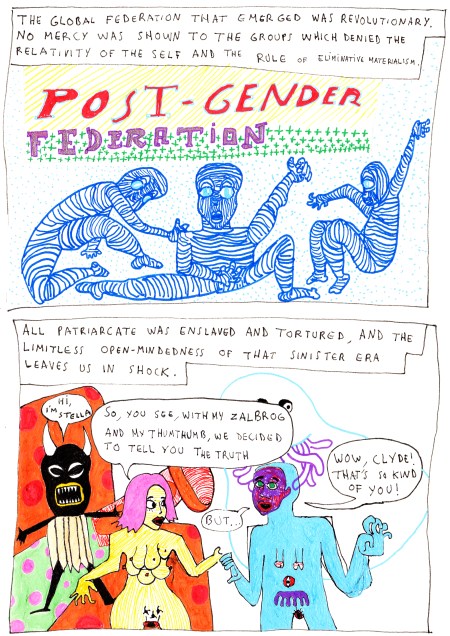 THE GLOBAL FEDERATION THAT EMERGED WAS REVOLUTIONARY.
NO MERCY WAS SHOWN TO THE GROUPS WHICH DENIED THE
RELATIVITY OF THE SELF AND THE RULE OF ELIMINATIVE MATERIALISM.
POST-GENDER
FEDERATION
ALL PATRIARCATE WAS ENSLAVED AND TORTURED, AND THE
LIMITLESS OPEN-MINDEDNESS OF THAT SINISTER ERA
LEAVES US IN SHOCK.
HI,
I'M STELLA
SO, YOU SEE, WITH MY ZALBROG
AND MY THUMTHUMB, WE DECIDED
TO TELL YOU THE TRUTH
BUT...
WOW, CLYDE!
THAT'S SO KIND
OF YOU!